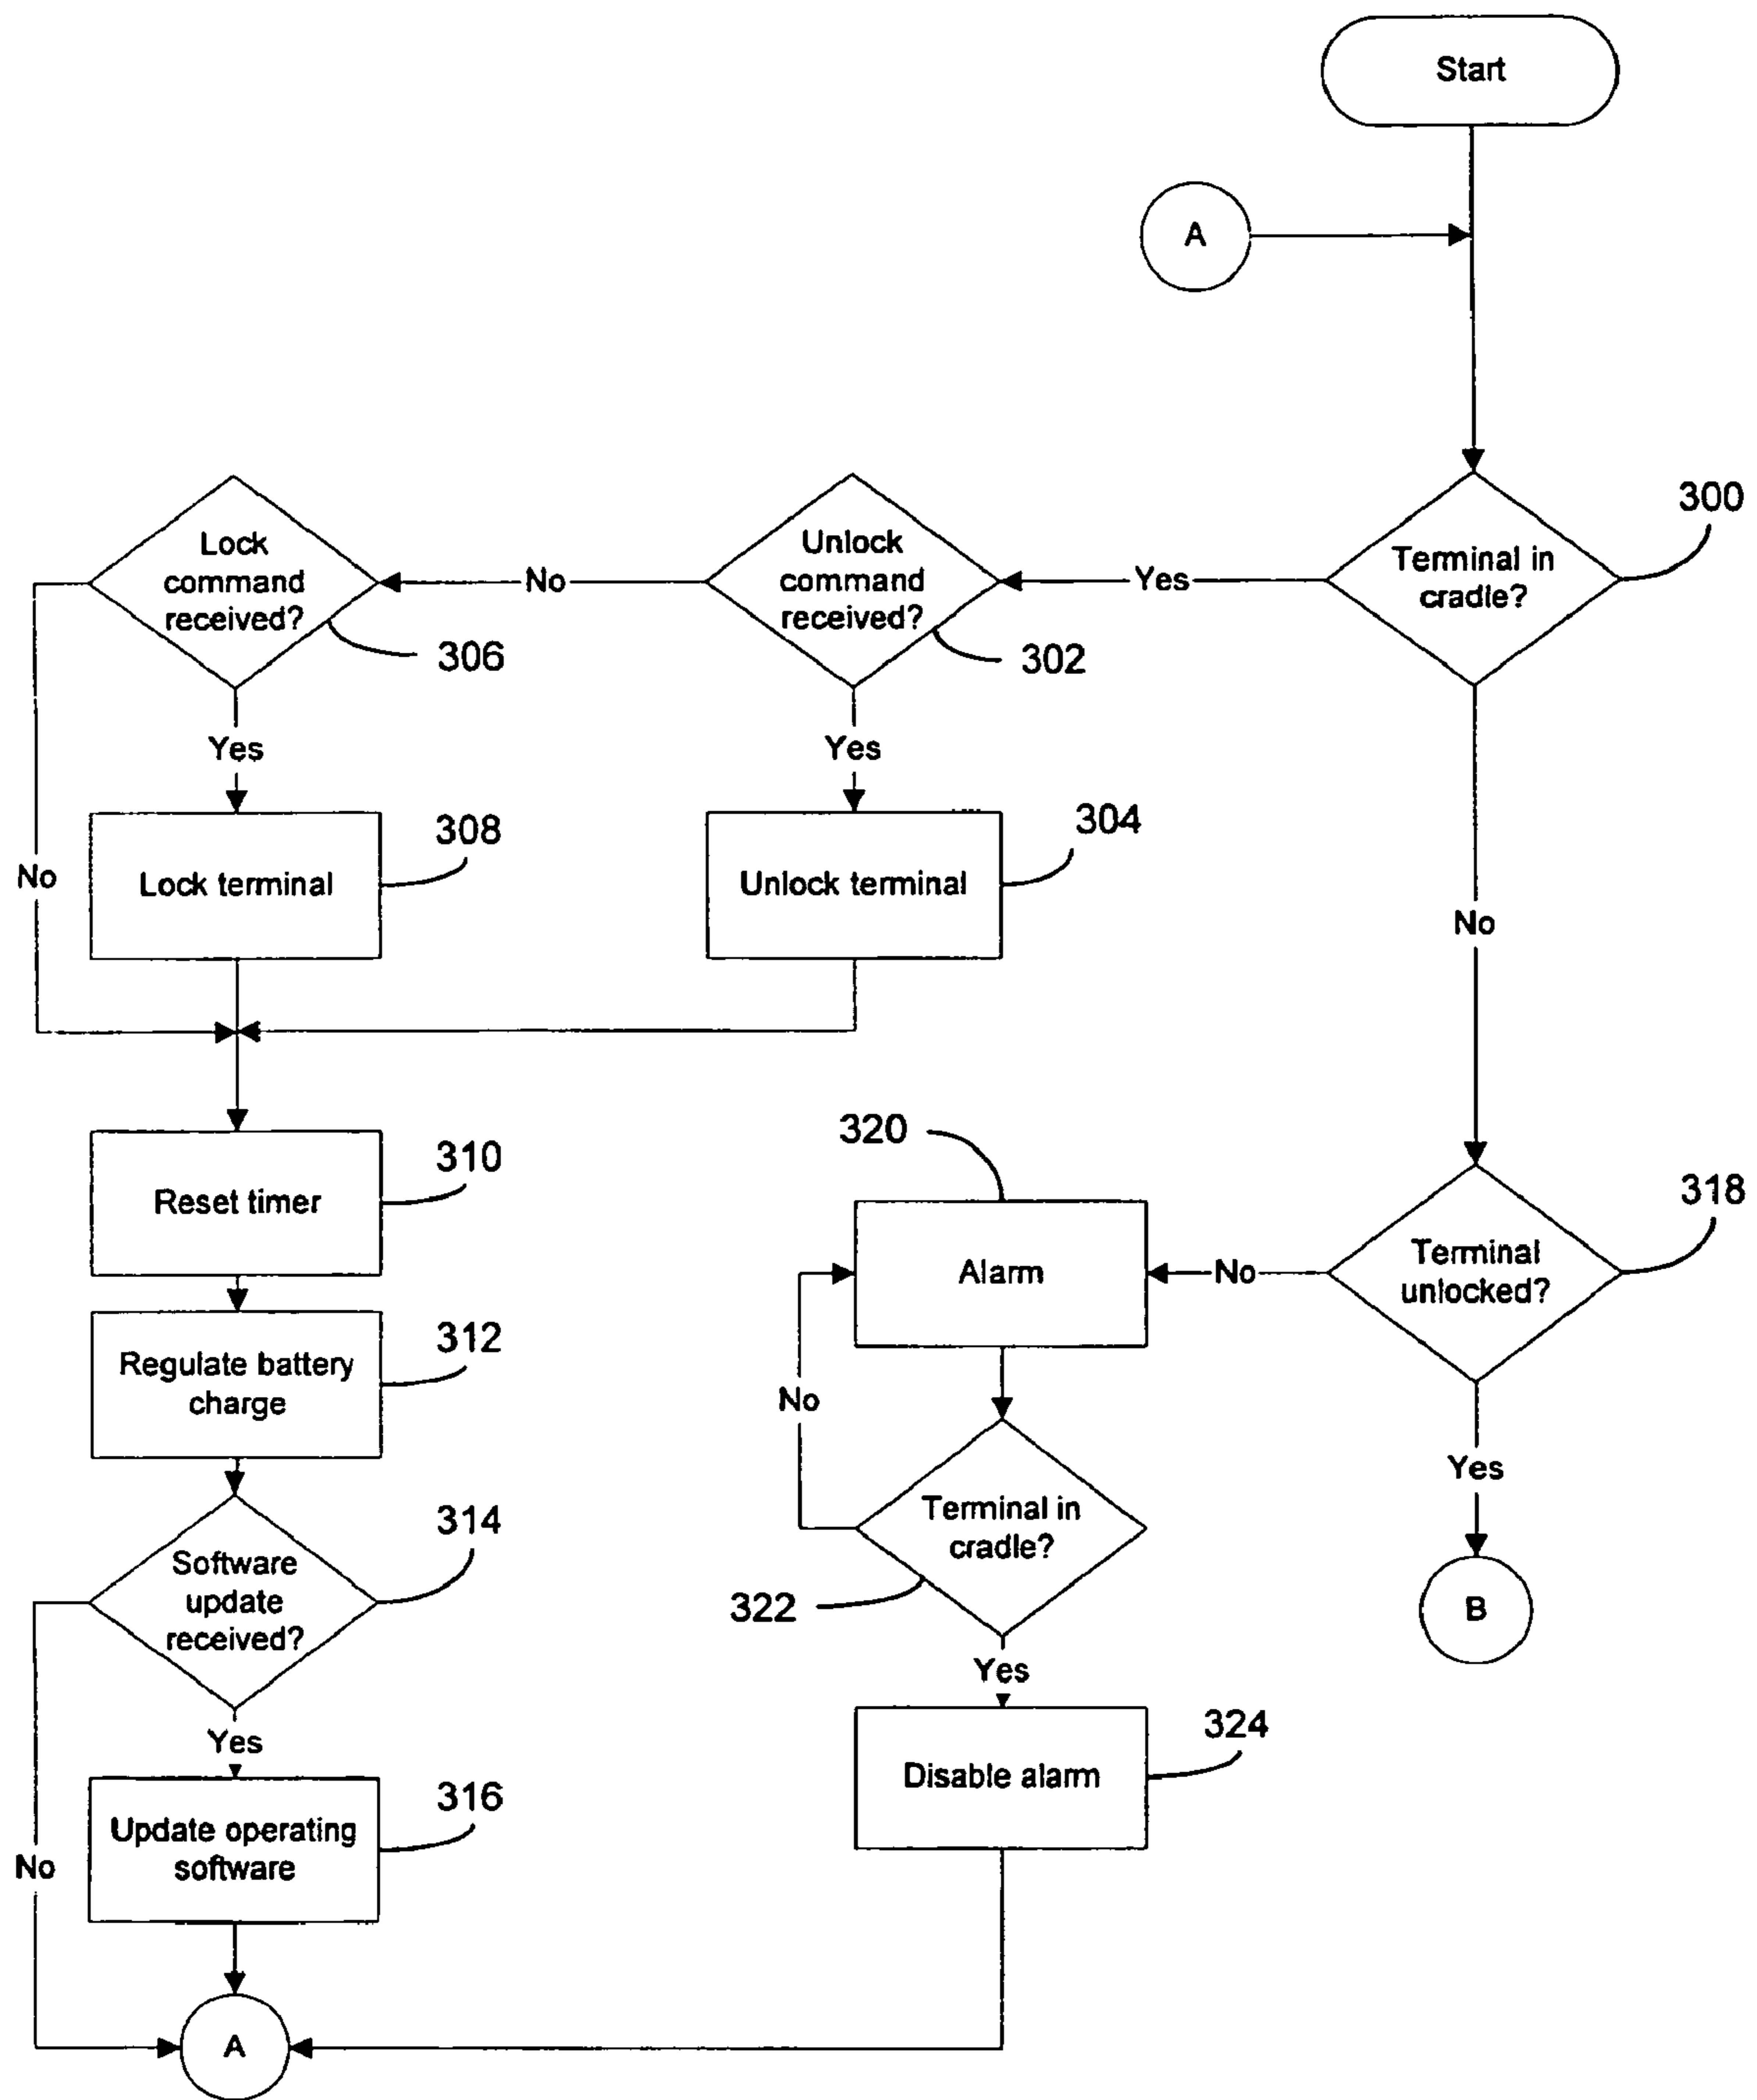 Start
A
300
Terminal in
cradle?
Yes
Unlock
command
received?
302
No
Lock
command
received?
306
Yes
Yes
Lock terminal
308
Unlock terminal
304
No
No
Reset timer
310
Regulate battery
charge
312
Software
update
received?
314
Yes
Update operating
software
316
No
A
318
Terminal
unlocked?
No
320
Alarm
No
Terminal in
cradle?
322
Yes
Disable alarm
324
Yes
B